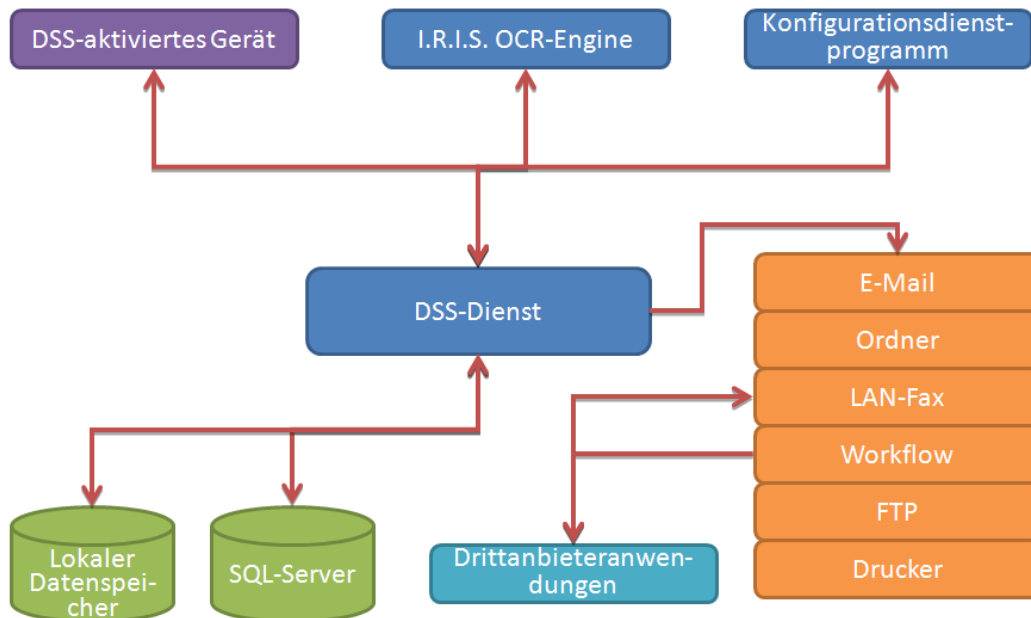 DSS-aktiviertes Gerät
I.R.I.S. OCR-Engine
Konfigurationsdienst-
programm
DSS-Dienst
E-Mail
Ordner
LAN-Fax
Workflow
FTP
Drucker
Lokaler
Datenspei-
cher
SQL-Server
Drittanbieteranwen-
dungen